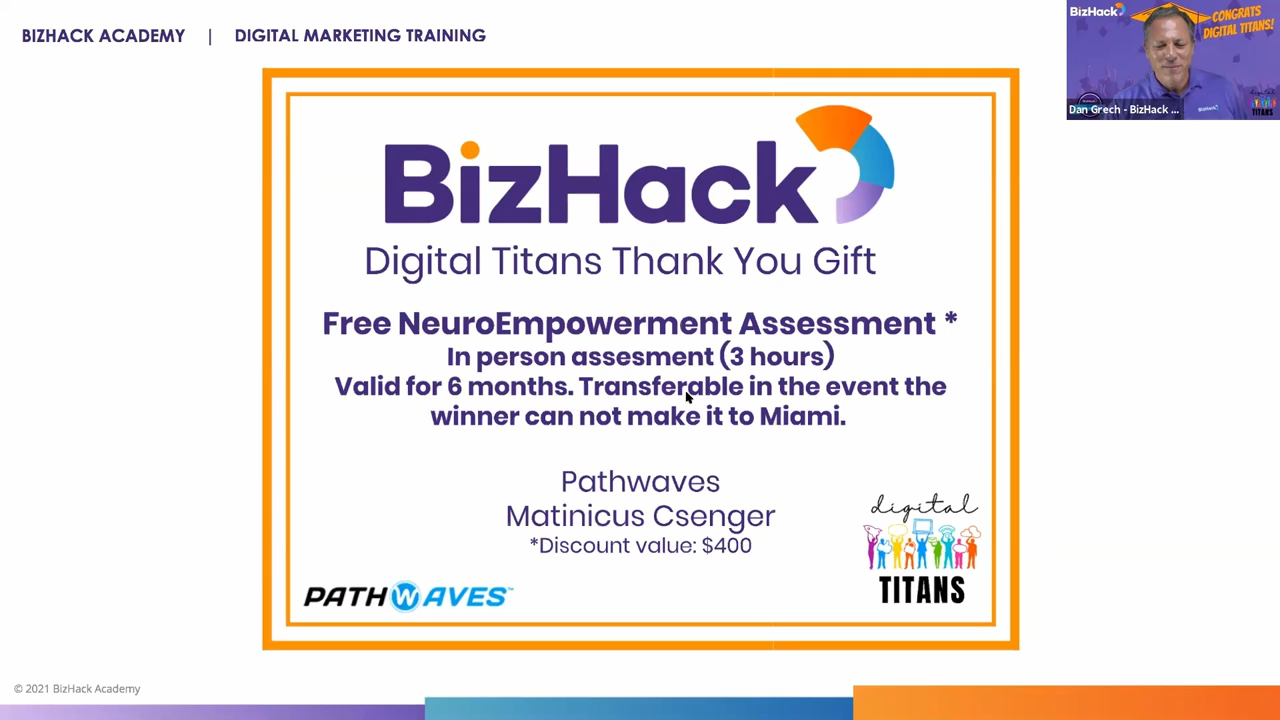 BIZHACK ACADEMY | DIGITAL MARKETING TRAINING
BizHack
CONGRATS
DIGITAL TITANS!
Dan Grech - BizHack ...
TITANS
BizHack
Digital Titans Thank You Gift
Free NeuroEmpowerment Assessment *
In person assesment (3 hours)
Valid for 6 months. Transferable in the event the
winner can not make it to Miami.
Pathwaves
Matinicus Csenger
*Discount value: $400
digital
TITANS
PATHWAVES™
© 2021 BizHack Academy